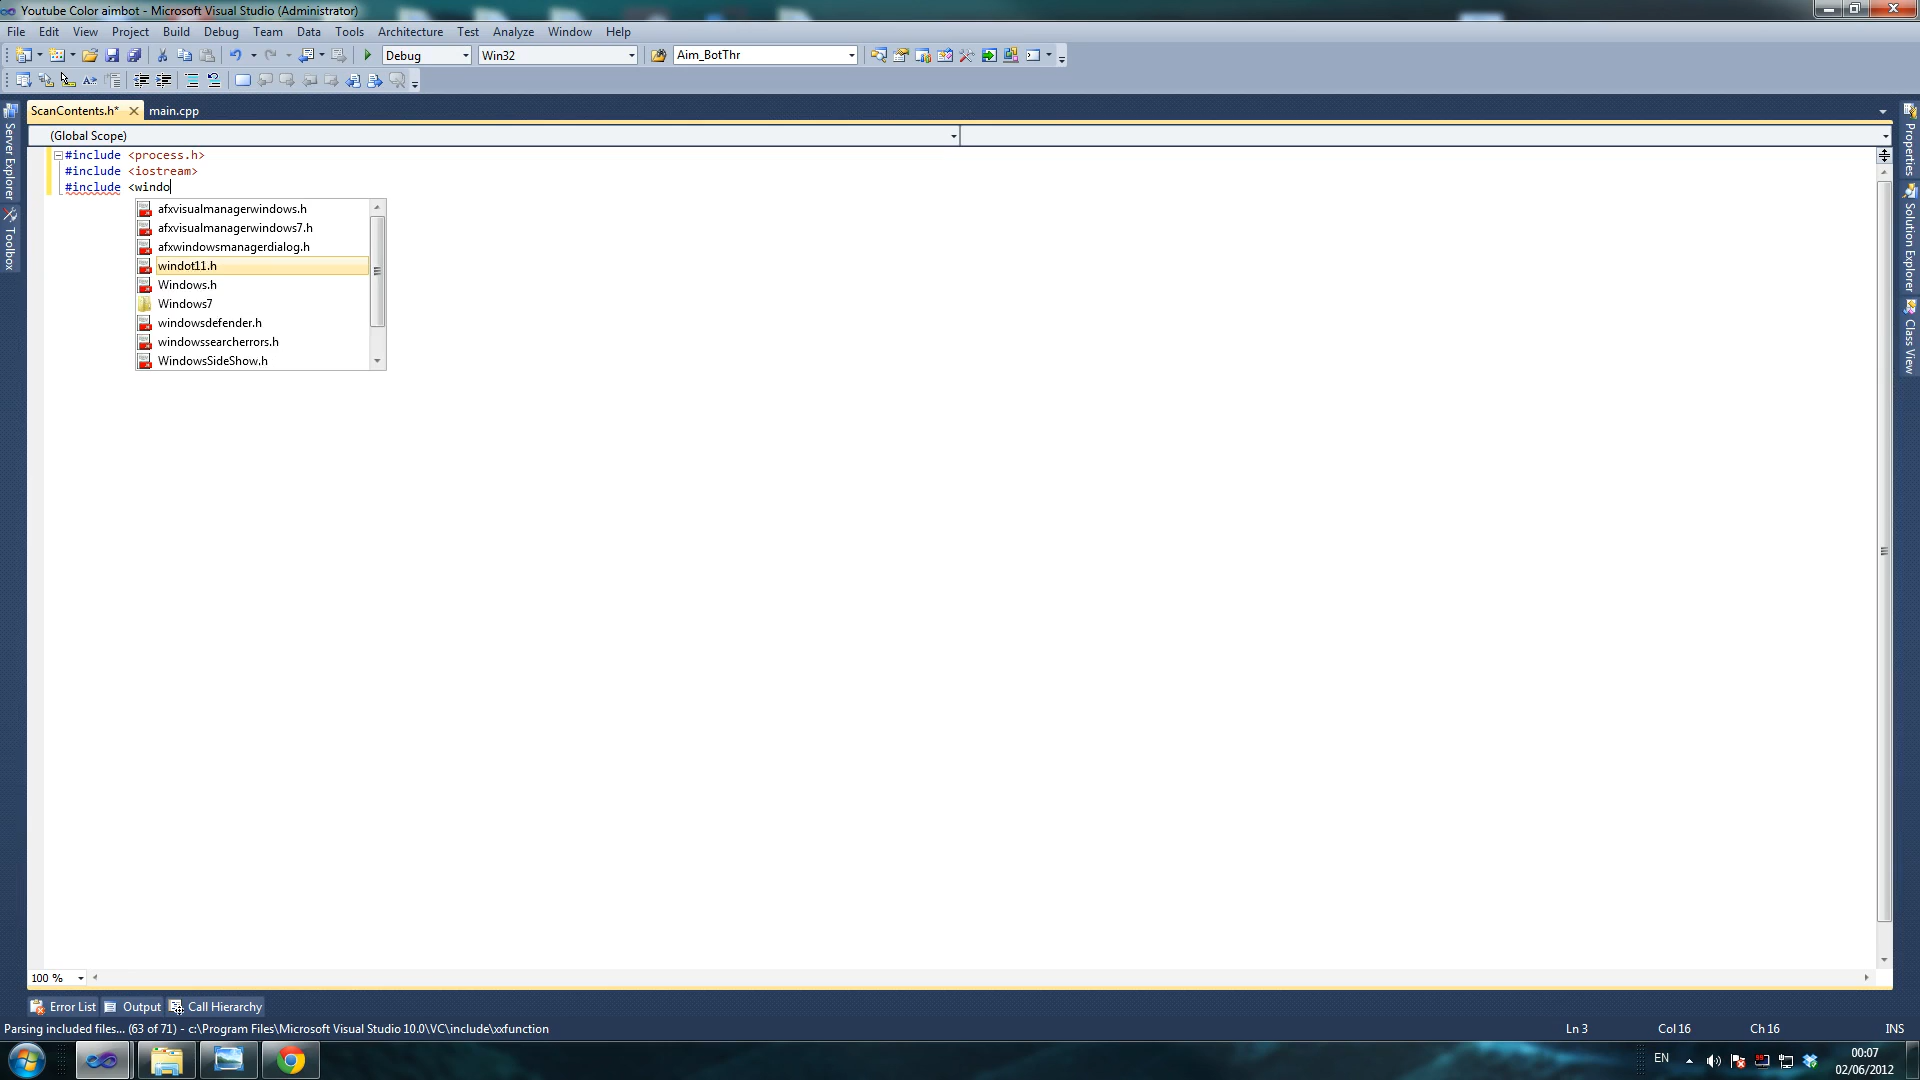 Youtube Color aimbot - Microsoft Visual Studio (Administrator)
File Edit View Project Build Debug Team Data Tools Architecture Test Analyze Window Help
Debug Win32 Aim_BotThr
ScanContents.h* main.cpp
(Global Scope)
Server Explorer
Toolbox
Properties
Solution Explorer
Class View
#include <process.h>
#include <iostream>
#include <windo
afxvisualmanagerwindows.h
afxvisualmanagerwindows7.h
afxwindowsmanagerdialog.h
windot11.h
Windows.h
Windows7
windowsdefender.h
windowssearcherrors.h
WindowsSideShow.h
100 %
Error List Output Call Hierarchy
Parsing included files... (63 of 71) - c:\Program Files\Microsoft Visual Studio 10.0\VC\include\xxfunction
Ln 3 Col 16 Ch 16 INS
EN
00:07
02/06/2012